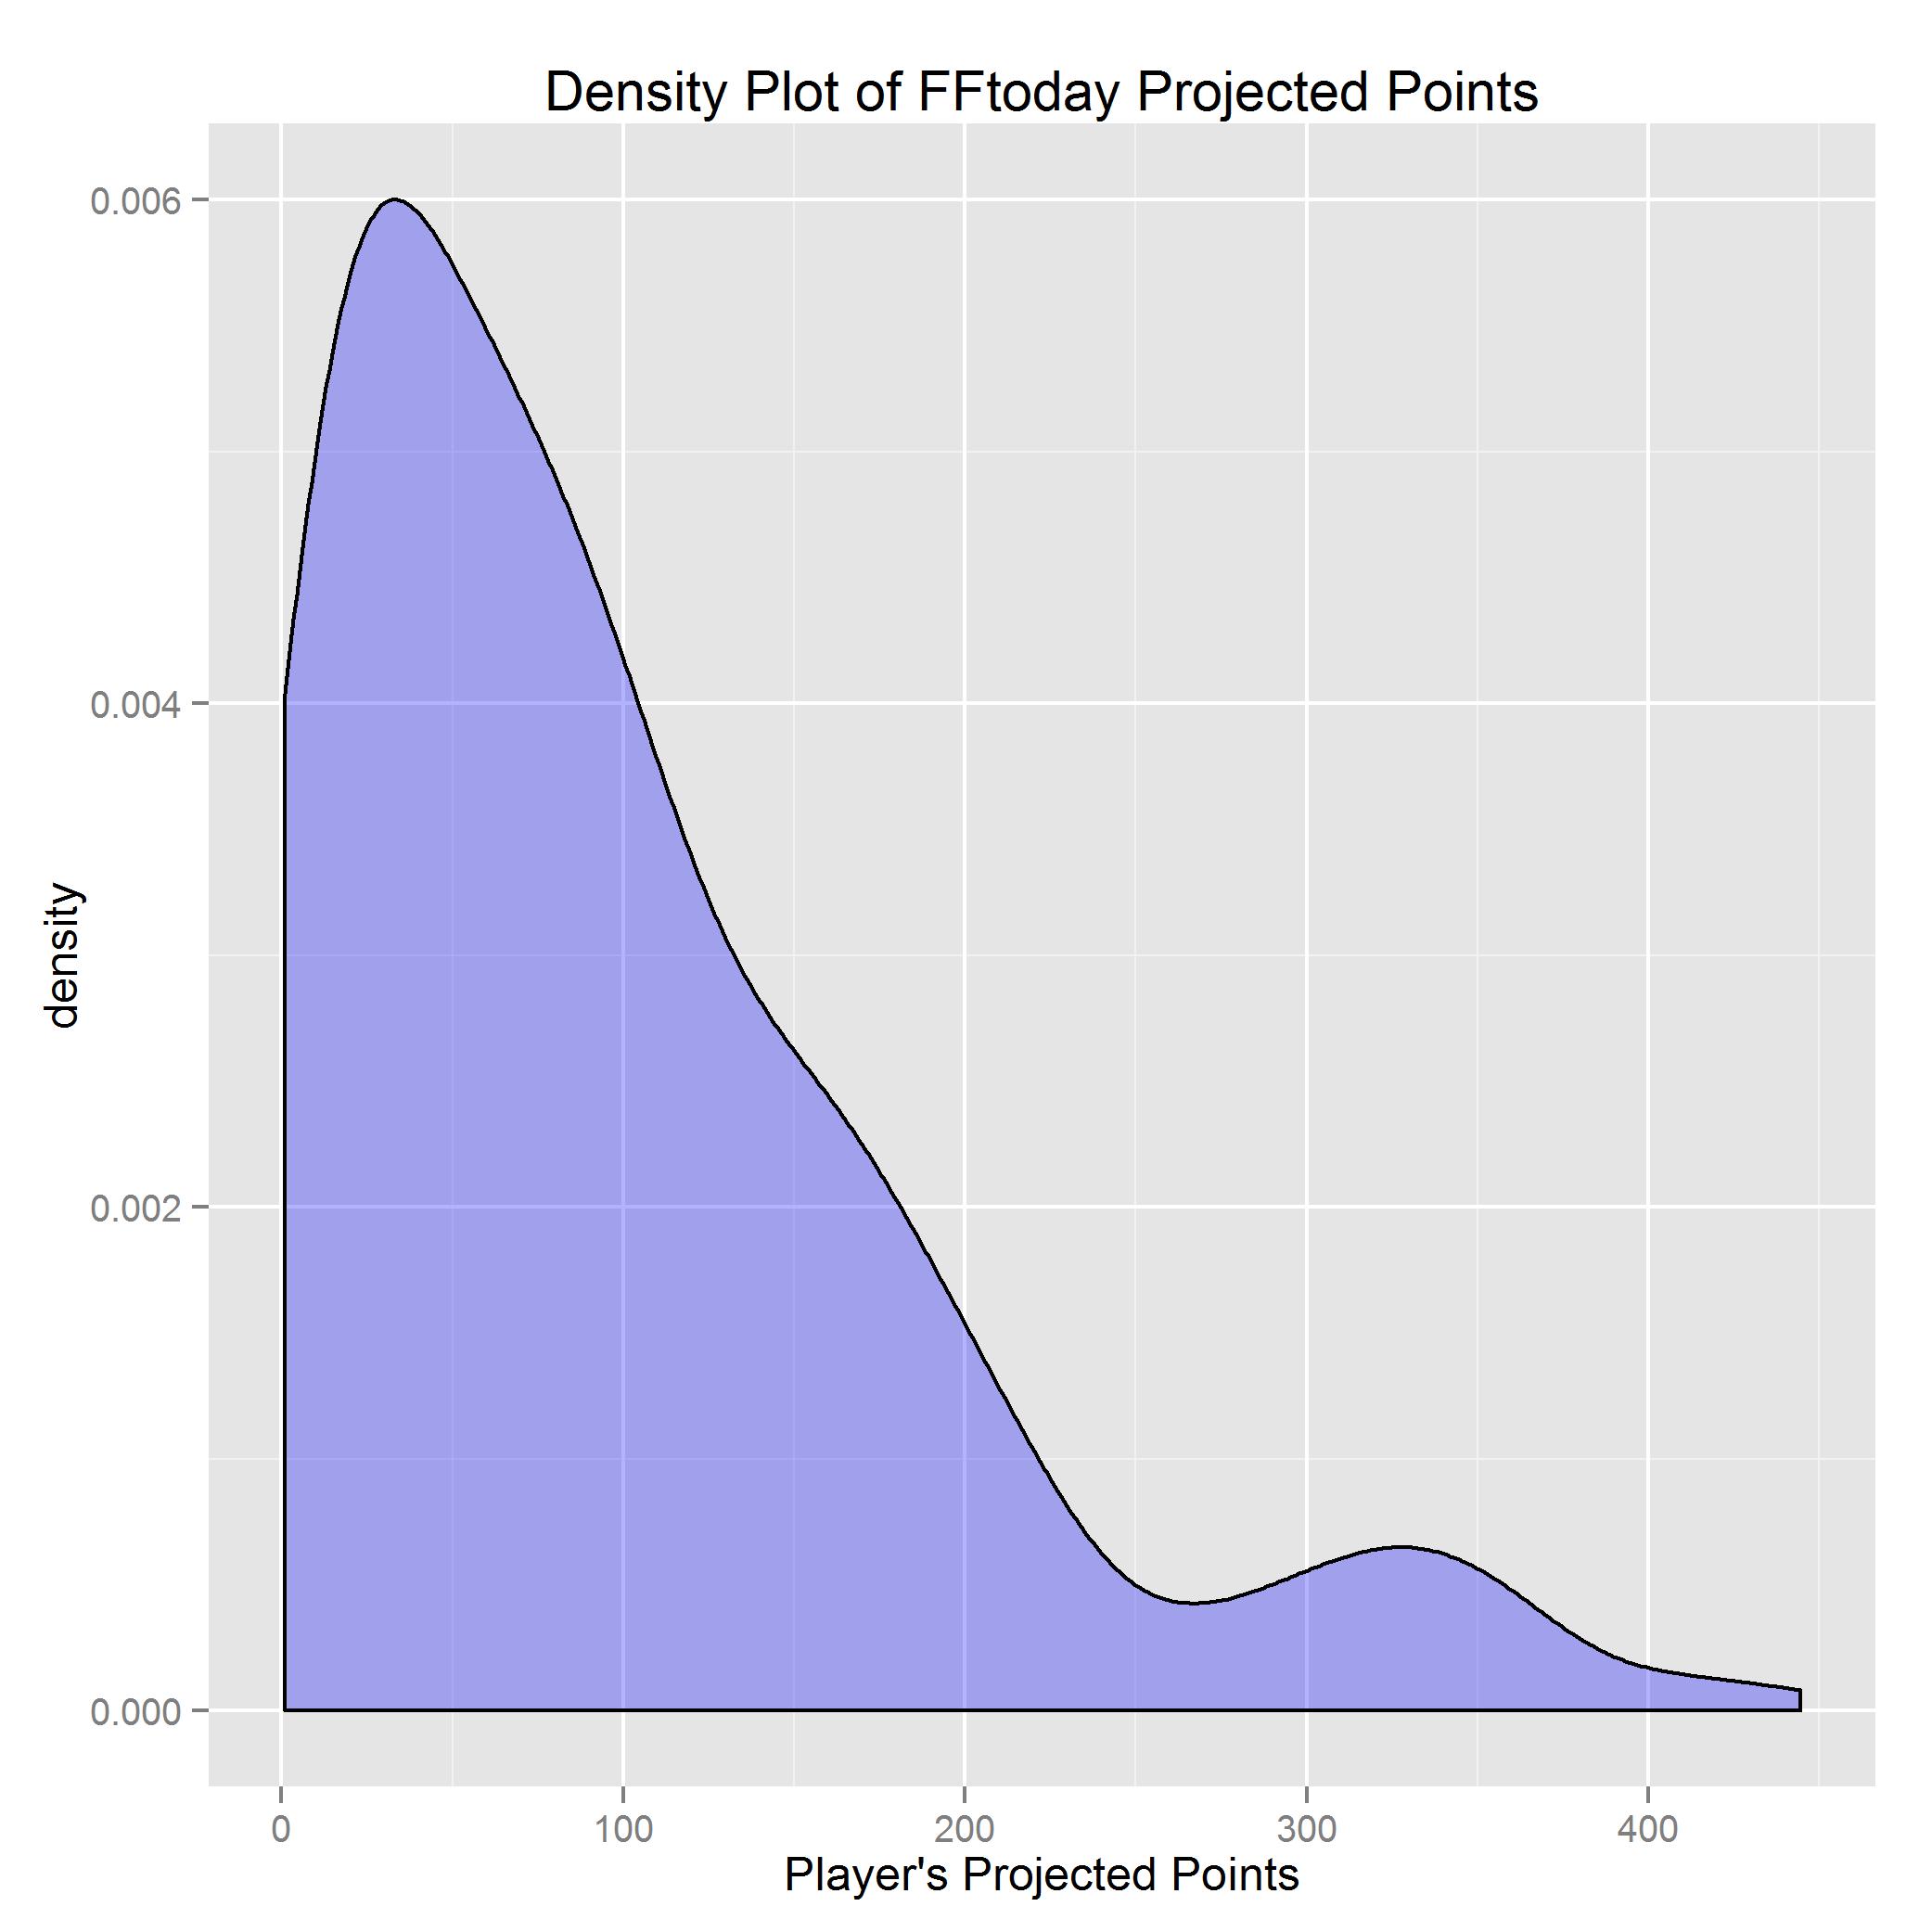 Density Plot of FFtoday Projected Points
0.006
0.004
0.002
0.000
density
0 100 200 300 400
Player's Projected Points